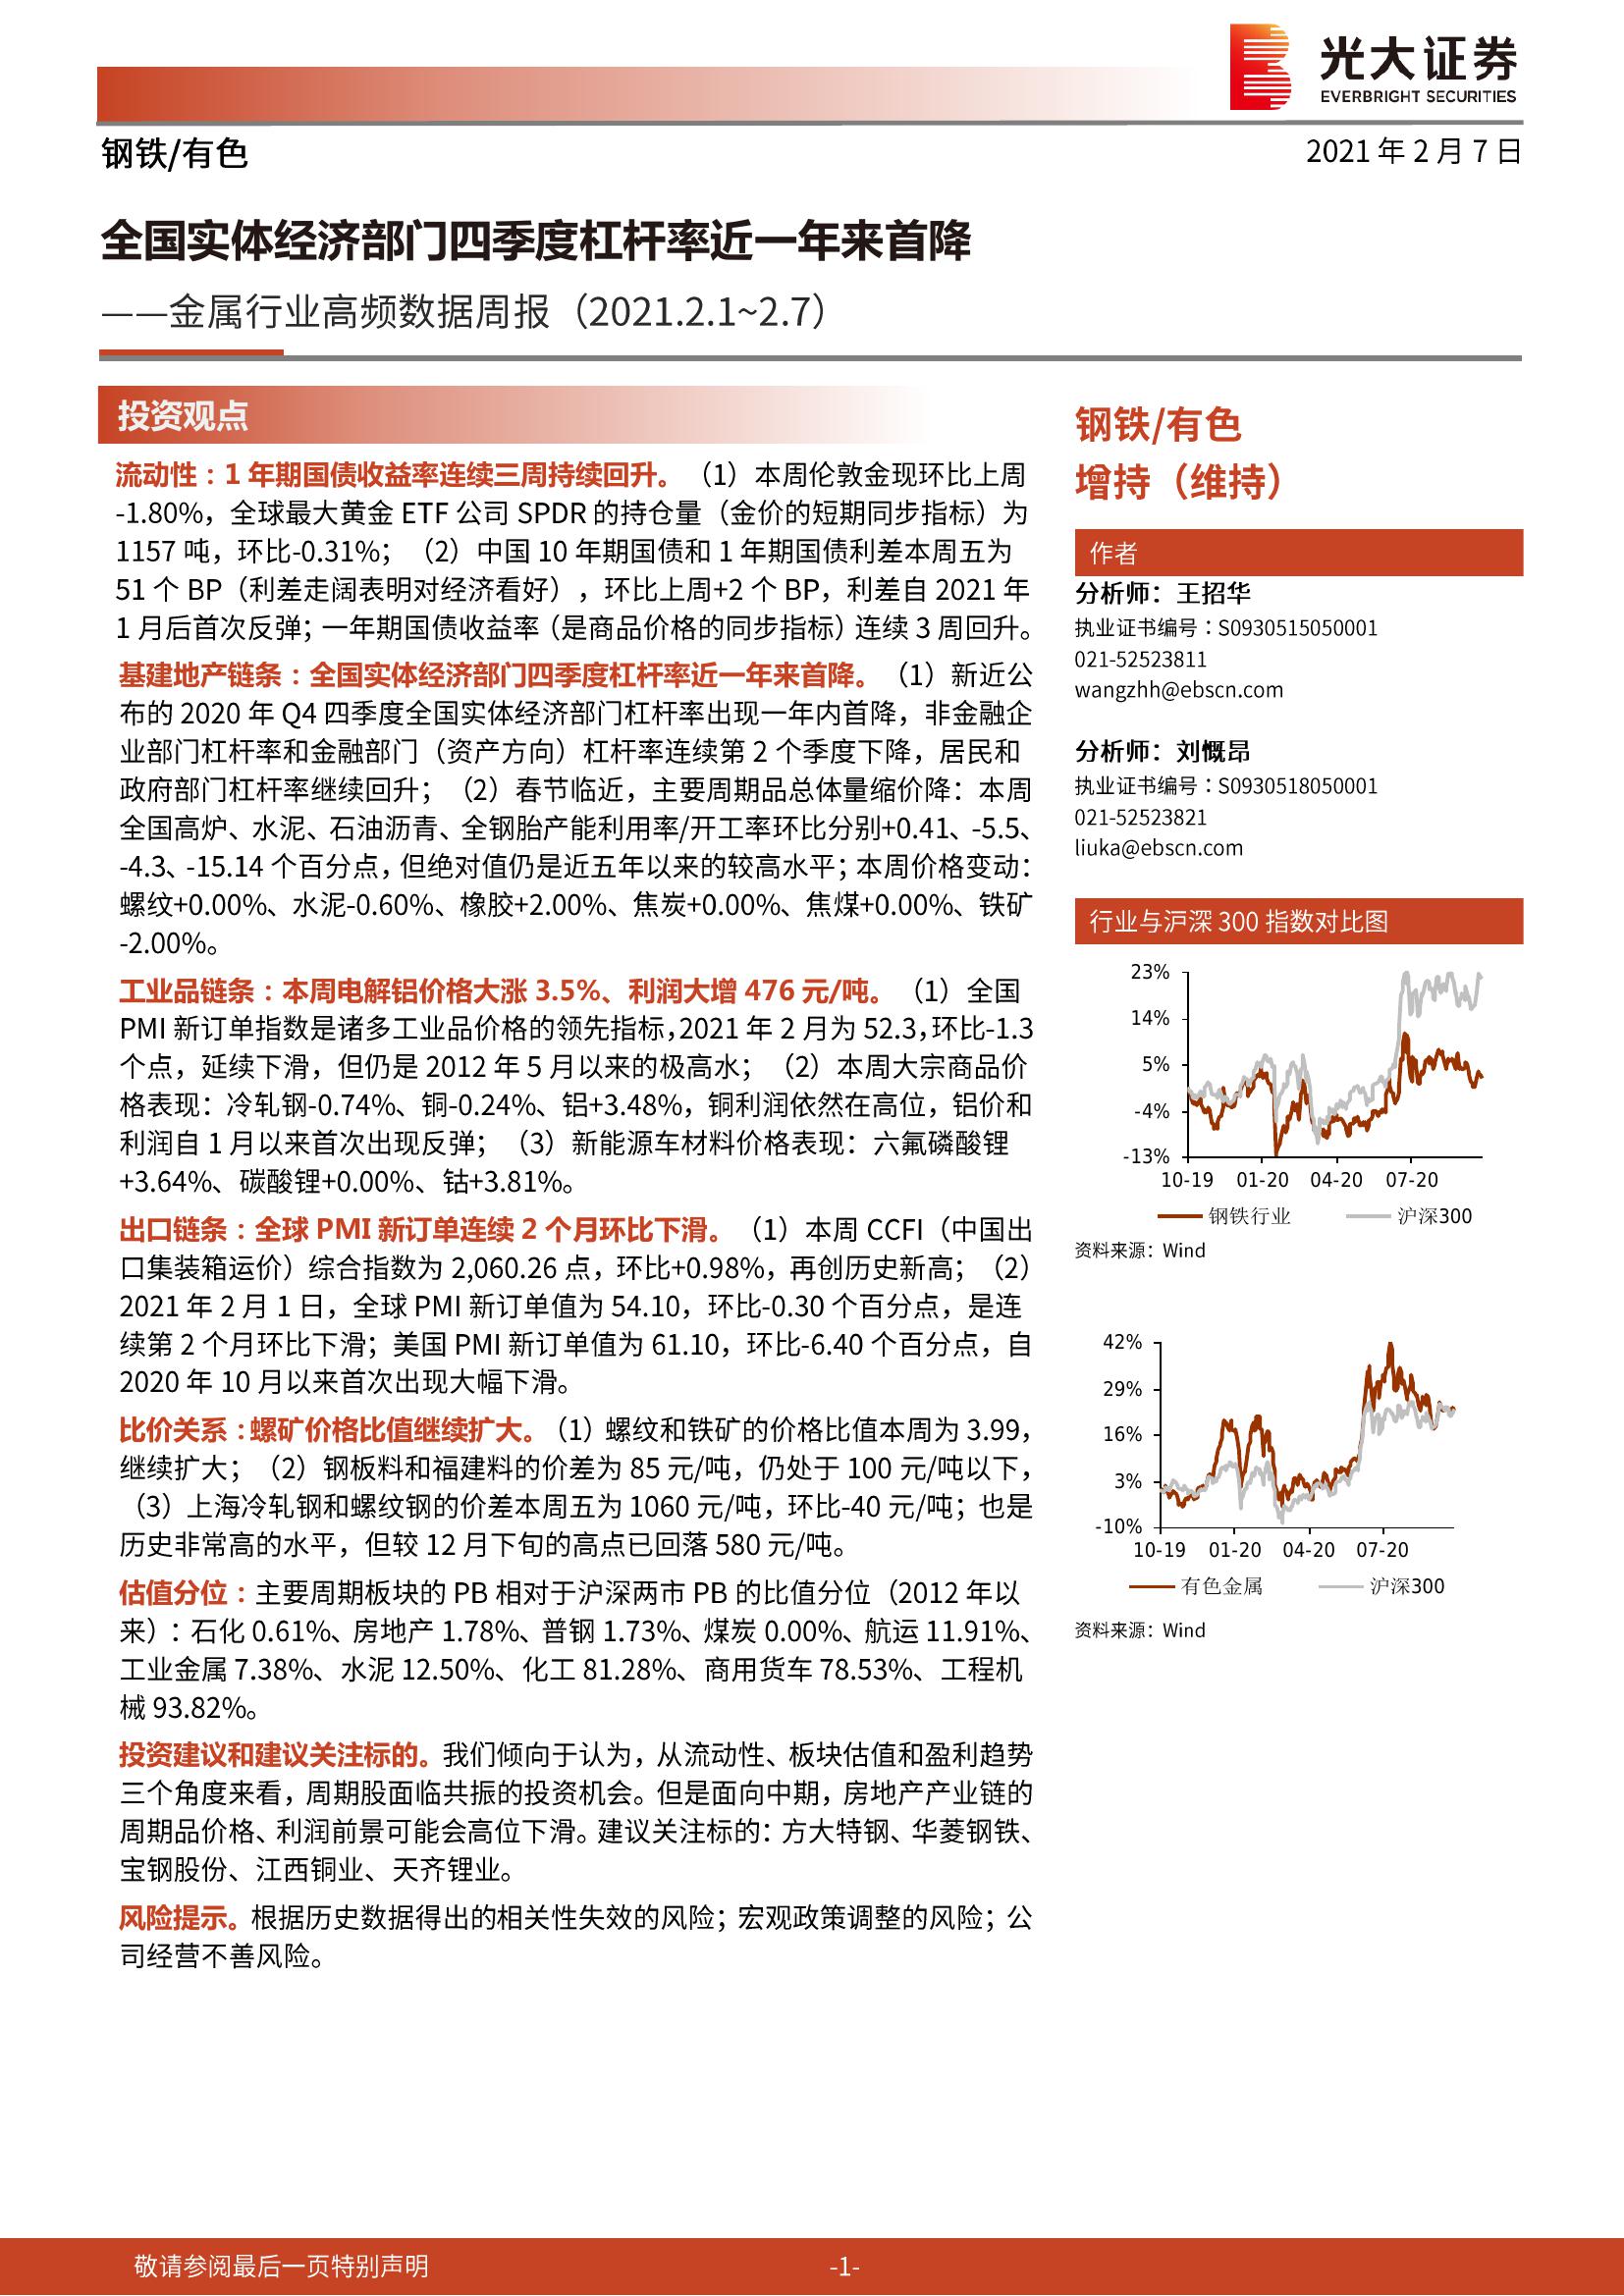 光大证券
EVERBRIGHT SECURITIES
钢铁/有色
2021 年 2 月 7 日
全国实体经济部门四季度杠杆率近一年来首降
——金属行业高频数据周报（2021.2.1~2.7）
投资观点
流动性：1 年期国债收益率连续三周持续回升。（1）本周伦敦金现环比上周
-1.80%，全球最大黄金 ETF 公司 SPDR 的持仓量（金价的短期同步指标）为
1157 吨，环比-0.31%；（2）中国 10 年期国债和 1 年期国债利差本周五为
51 个 BP（利差走阔表明对经济看好），环比上周+2 个 BP，利差自 2021 年
1 月后首次反弹；一年期国债收益率（是商品价格的同步指标）连续 3 周回升。
基建地产链条：全国实体经济部门四季度杠杆率近一年来首降。（1）新近公
布的 2020 年 Q4 四季度全国实体经济部门杠杆率出现一年内首降，非金融企
业部门杠杆率和金融部门（资产方向）杠杆率连续第 2 个季度下降，居民和
政府部门杠杆率继续回升；（2）春节临近，主要周期品总体量缩价降：本周
全国高炉、水泥、石油沥青、全钢胎产能利用率/开工率环比分别+0.41、-5.5、
-4.3、-15.14 个百分点，但绝对值仍是近五年以来的较高水平；本周价格变动：
螺纹+0.00%、水泥-0.60%、橡胶+2.00%、焦炭+0.00%、焦煤+0.00%、铁矿
-2.00%。
工业品链条：本周电解铝价格大涨 3.5%、利润大增 476 元/吨。（1）全国
PMI 新订单指数是诸多工业品价格的领先指标，2021 年 2 月为 52.3，环比-1.3
个点，延续下滑，但仍是 2012 年 5 月以来的极高水；（2）本周大宗商品价
格表现：冷轧钢-0.74%、铜-0.24%、铝+3.48%，铜利润依然在高位，铝价和
利润自 1 月以来首次出现反弹；（3）新能源车材料价格表现：六氟磷酸锂
+3.64%、碳酸锂+0.00%、钴+3.81%。
出口链条：全球 PMI 新订单连续 2 个月环比下滑。（1）本周 CCFI（中国出
口集装箱运价）综合指数为 2,060.26 点，环比+0.98%，再创历史新高；（2）
2021 年 2 月 1 日，全球 PMI 新订单值为 54.10，环比-0.30 个百分点，是连
续第 2 个月环比下滑；美国 PMI 新订单值为 61.10，环比-6.40 个百分点，自
2020 年 10 月以来首次出现大幅下滑。
比价关系：螺矿价格比值继续扩大。（1）螺纹和铁矿的价格比值本周为 3.99，
继续扩大；（2）钢板料和福建料的价差为 85 元/吨，仍处于 100 元/吨以下，
（3）上海冷轧钢和螺纹钢的价差本周五为 1060 元/吨，环比-40 元/吨；也是
历史非常高的水平，但较 12 月下旬的高点已回落 580 元/吨。
估值分位：主要周期板块的 PB 相对于沪深两市 PB 的比值分位（2012 年以
来）：石化 0.61%、房地产 1.78%、普钢 1.73%、煤炭 0.00%、航运 11.91%、
工业金属 7.38%、水泥 12.50%、化工 81.28%、商用货车 78.53%、工程机
械 93.82%。
投资建议和建议关注标的。我们倾向于认为，从流动性、板块估值和盈利趋势
三个角度来看，周期股面临共振的投资机会。但是面向中期，房地产产业链的
周期品价格、利润前景可能会高位下滑。建议关注标的：方大特钢、华菱钢铁、
宝钢股份、江西铜业、天齐锂业。
风险提示。根据历史数据得出的相关性失效的风险；宏观政策调整的风险；公
司经营不善风险。
钢铁/有色
增持（维持）
作者
分析师：王招华
执业证书编号：S0930515050001
021-52523811
wangzhh@ebscn.com
分析师：刘慨昂
执业证书编号：S0930518050001
021-52523821
liuka@ebscn.com
行业与沪深 300 指数对比图
23%
14%
5%
-4%
-13%
10-19 01-20 04-20 07-20
钢铁行业 沪深300
资料来源：Wind
42%
29%
16%
3%
-10%
10-19 01-20 04-20 07-20
有色金属 沪深300
资料来源：Wind
敬请参阅最后一页特别声明
-1-